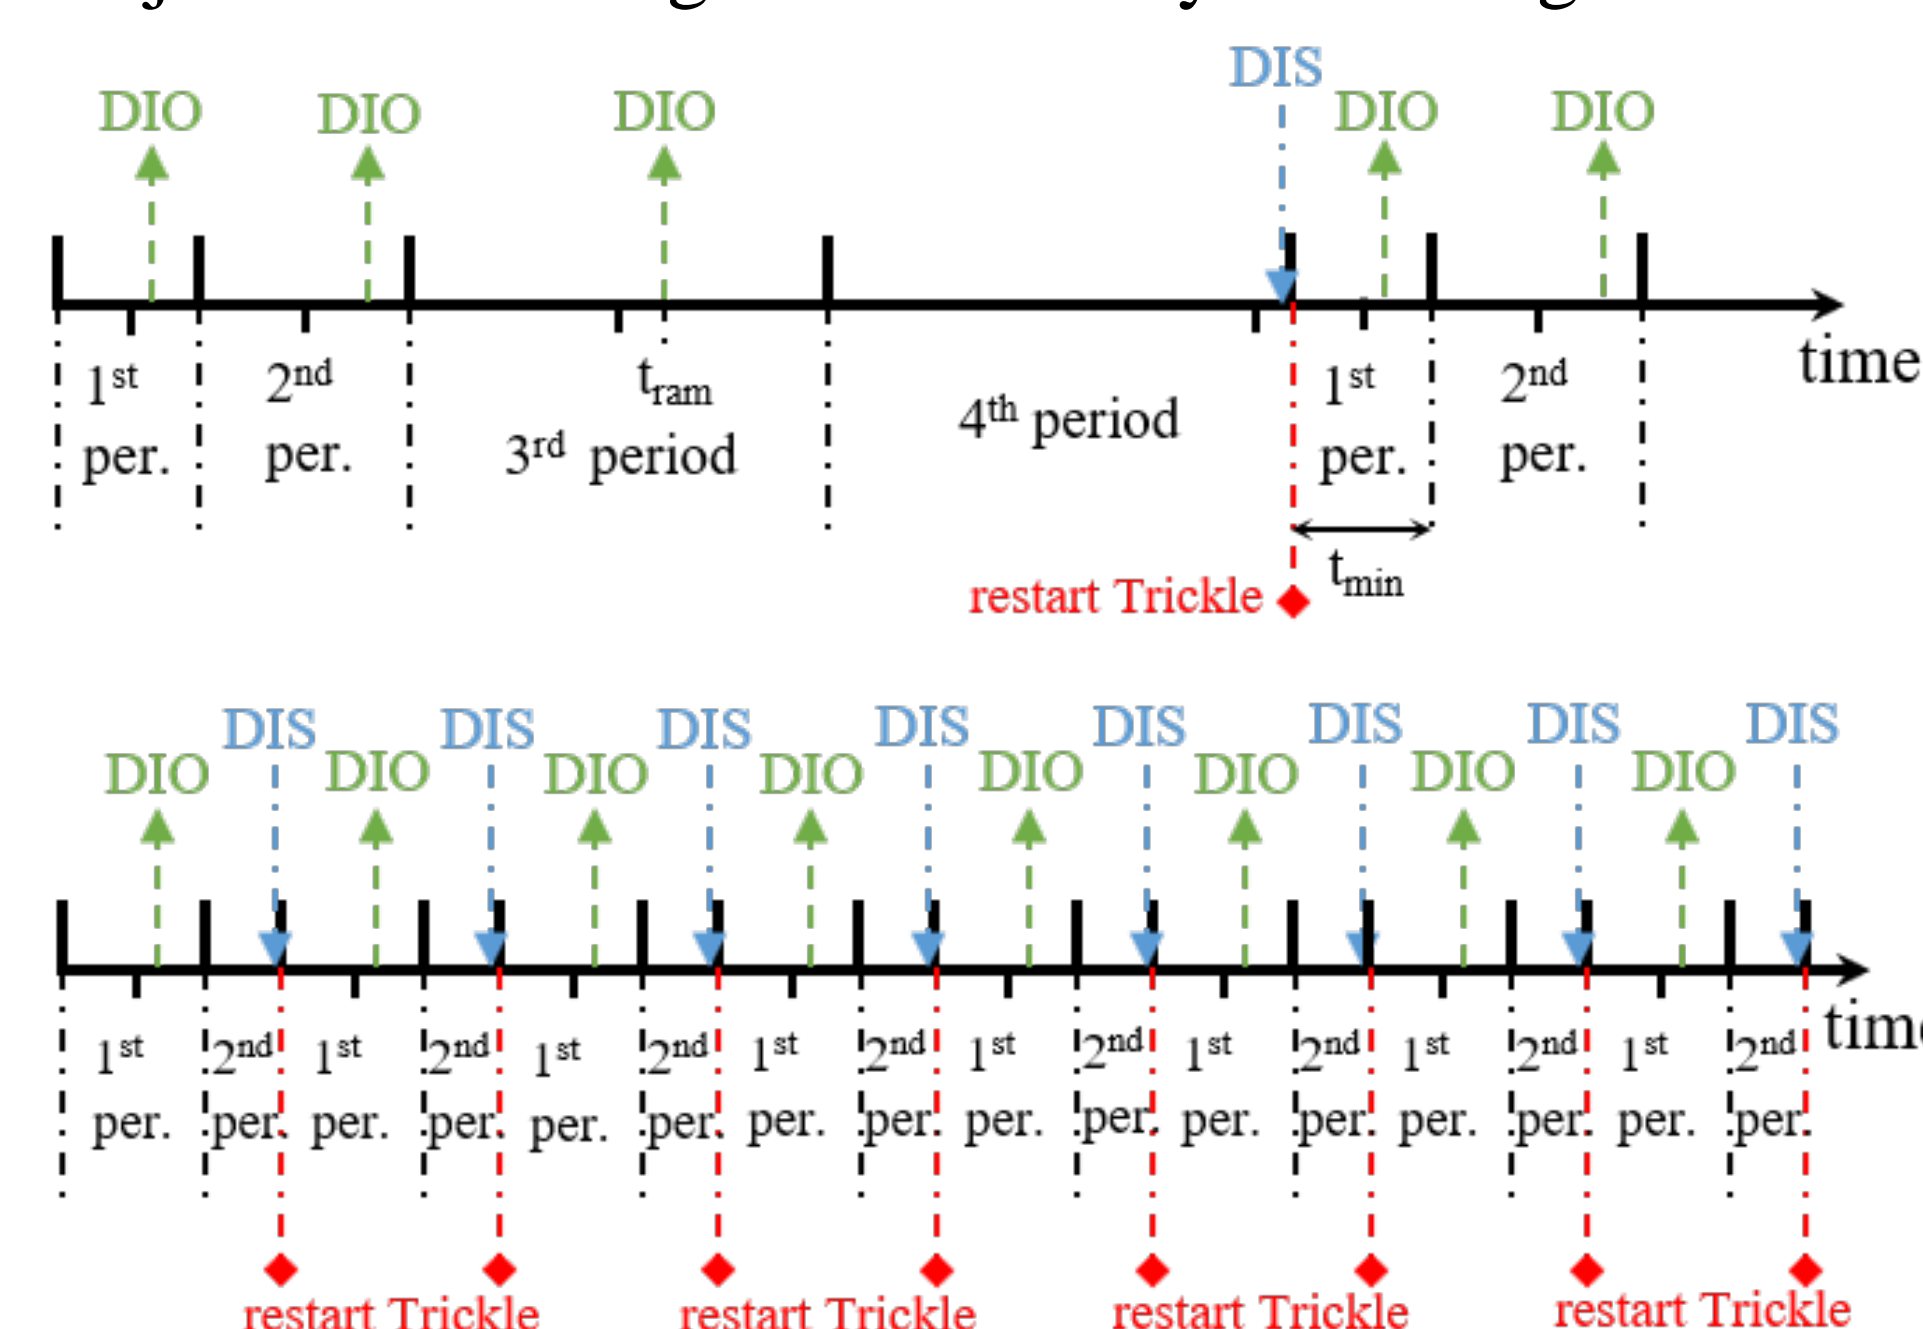 DIS
DIO DIO DIO DIO DIO
1st 2nd tram 1st 2nd time
per. per. 3rd period 4th period per. per.
tmin
restart Trickle
DIS DIS DIS DIS DIS DIS DIS DIS
DIO DIO DIO DIO DIO DIO DIO DIO
1st 2nd 1st 2nd 1st 2nd 1st 2nd 1st 2nd 1st 2nd 1st 2nd 1st 2nd
per. per. per. per. per. per. per. per. per. per. per. per. per. per. per. per.
restart Trickle restart Trickle restart Trickle restart Trickle